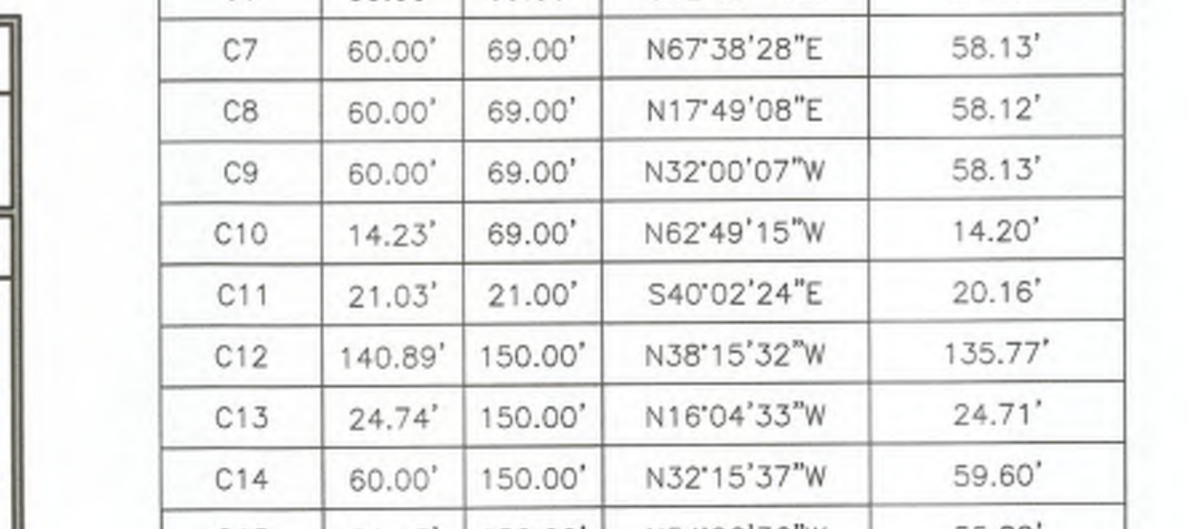 C7 60.00' 69.00' N67°38'28"E 58.13'
C8 60.00' 69.00' N17°49'08"E 58.12'
C9 60.00' 69.00' N32°00'07"W 58.13'
C10 14.23' 69.00' N62°49'15"W 14.20'
C11 21.03' 21.00' S40°02'24"E 20.16'
C12 140.89' 150.00' N38°15'32"W 135.77'
C13 24.74' 150.00' N16°04'33"W 24.71'
C14 60.00' 150.00' N32°15'37"W 59.60'